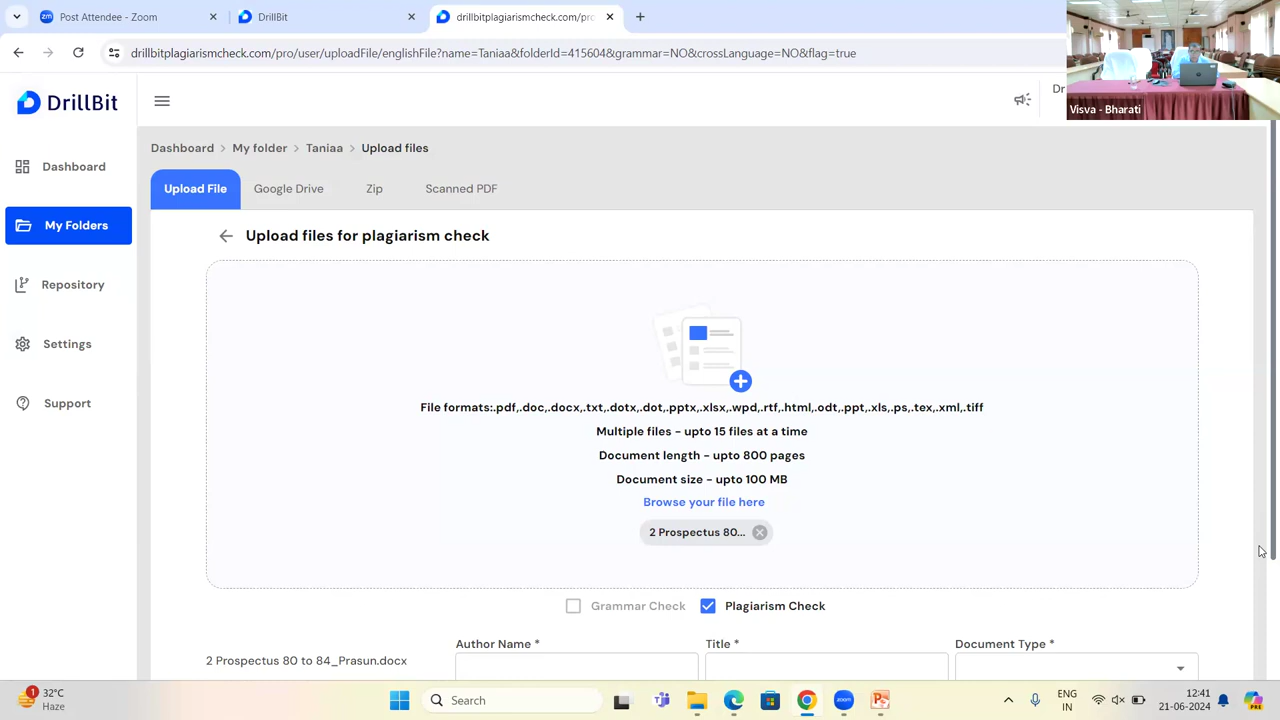 Post Attendee - Zoom
DrillBit
drillbitplagiarismcheck.com/pro
drillbitplagiarismcheck.com/pro/user/uploadFile/englishFile?name=Taniaa&folderId=415604&grammar=NO&crossLanguage=NO&flag=true
DrillBit
Dr
Visva - Bharati
Dashboard > My folder > Taniaa > Upload files
Dashboard
My Folders
Repository
Settings
Support
Upload File
Google Drive
Zip
Scanned PDF
Upload files for plagiarism check
File formats:.pdf,.doc,.docx,.txt,.dotx,.dot,.pptx,.xlsx,.wpd,.rtf,.html,.odt,.ppt,.xls,.ps,.tex,.xml,.tiff
Multiple files - upto 15 files at a time
Document length - upto 800 pages
Document size - upto 100 MB
Browse your file here
2 Prospectus 80...
Grammar Check
Plagiarism Check
Author Name *
Title *
Document Type *
2 Prospectus 80 to 84_Prasun.docx
1
32°C
Haze
Search
ENG
IN
12:41
21-06-2024